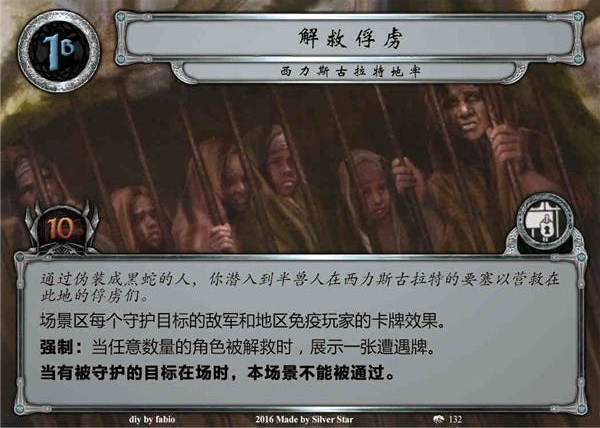 1B
解救俘虏
西力斯古拉特地牢
10
通过伪装成黑蛇的人，你潜入到半兽人在西力斯古拉特的要塞以营救在
此地的俘虏们。
场景区每个守护目标的敌军和地区免疫玩家的卡牌效果。
强制：当任意数量的角色被解救时，展示一张遭遇牌。
当有被守护的目标在场时，本场景不能被通过。
diy by fabio 2016 Made by Silver Star 132